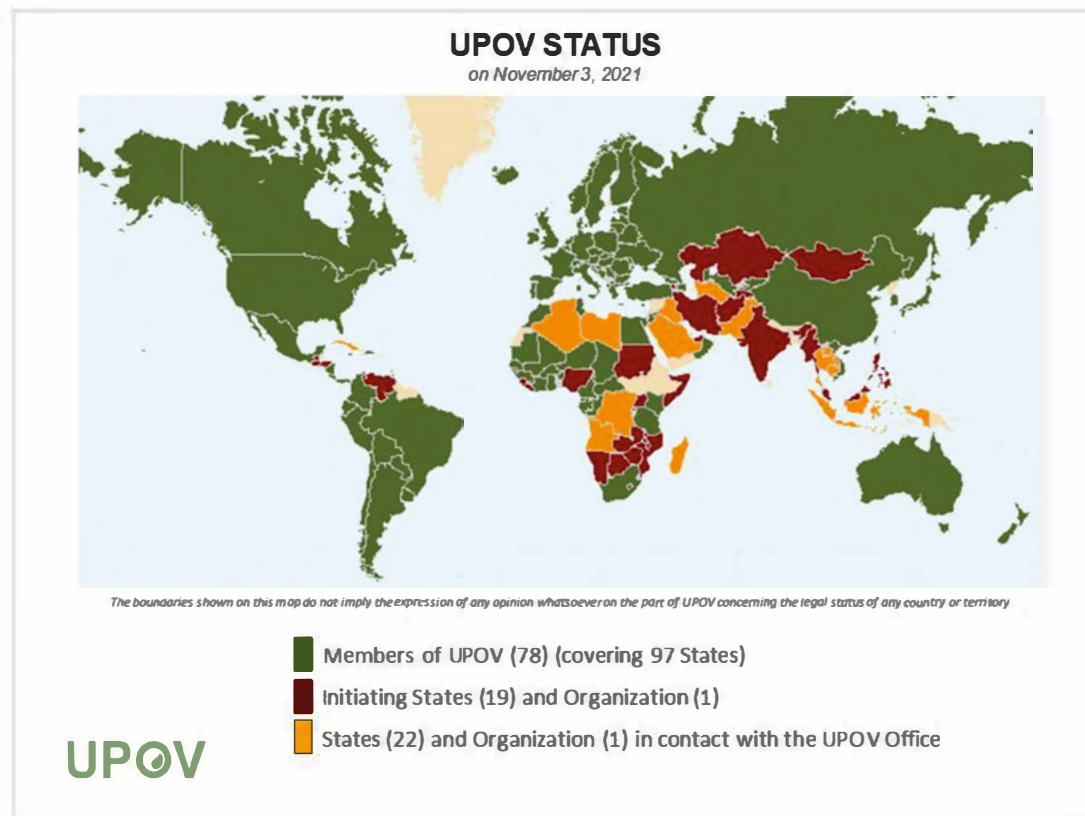 UPOV STATUS
on November 3, 2021
The boundaries shown on this map do not imply the expression of any opinion whatsoever on the part of UPOV concerning the legal status of any country or territory
Members of UPOV (78) (covering 97 States)
Initiating States (19) and Organization (1)
States (22) and Organization (1) in contact with the UPOV Office
UPOV